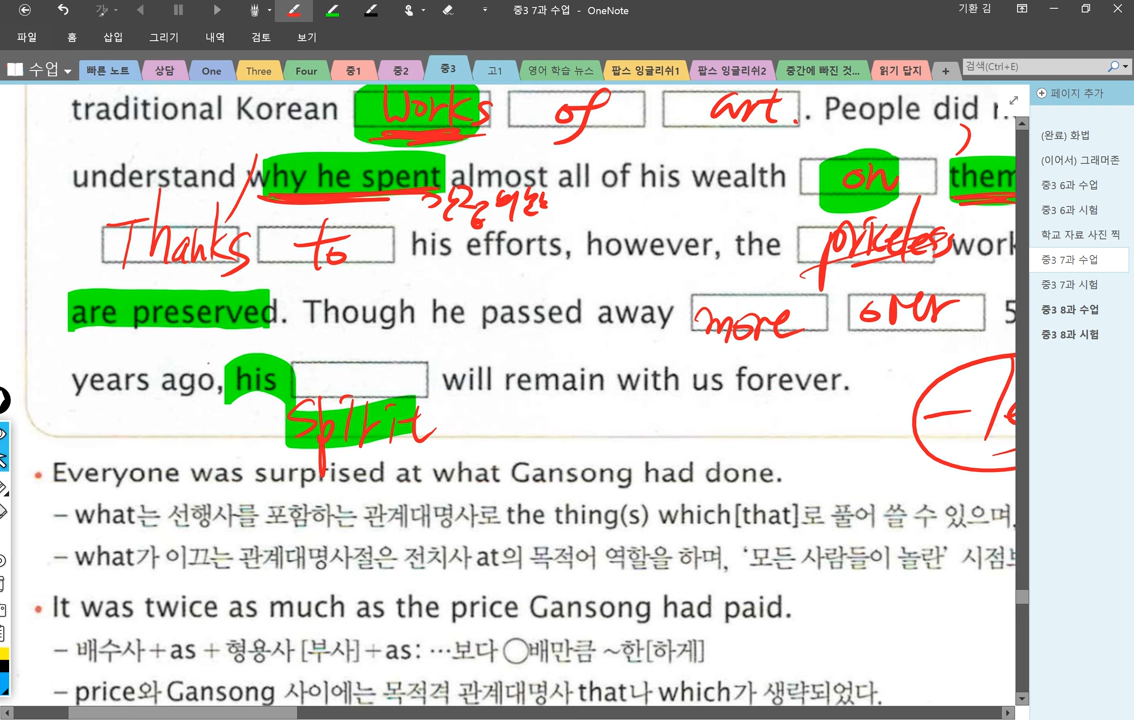 중3 7과 수업 - OneNote
기환 김
파일 홈 삽입 그리기 내역 검토 보기
수업 빠른 노트 상담 One Three Four 중1 중2 중3 고1 영어 학습 뉴스 팝스 잉글리쉬1 팝스 잉글리쉬2 중간에 빠진 것... 읽기 답지 + 검색(Ctrl+E)
페이지 추가
(완료) 화법
(이어서) 그래머존
중3 6과 수업
중3 6과 시험
학교 자료 사진 찍
중3 7과 수업
중3 7과 시험
중3 8과 수업
중3 8과 시험
traditional Korean works of art. People did
understand why he spent almost all of his wealth on them
Thanks to his efforts, however, the priceless work
are preserved. Though he passed away more over 5
years ago, his will remain with us forever.
spirit
• Everyone was surprised at what Gansong had done.
– what는 선행사를 포함하는 관계대명사로 the thing(s) which[that]로 풀어 쓸 수 있으며,
– what가 이끄는 관계대명사절은 전치사 at의 목적어 역할을 하며, ‘모든 사람들이 놀란’ 시점보
• It was twice as much as the price Gansong had paid.
– 배수사+as + 형용사 [부사]+as: …보다 ◯배만큼 ~한[하게]
– price와 Gansong 사이에는 목적격 관계대명사 that나 which가 생략되었다.